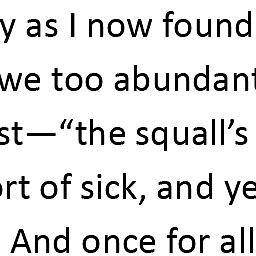 y as I now found
we too abundant
st—“the squall’s
ort of sick, and ye
And once for all